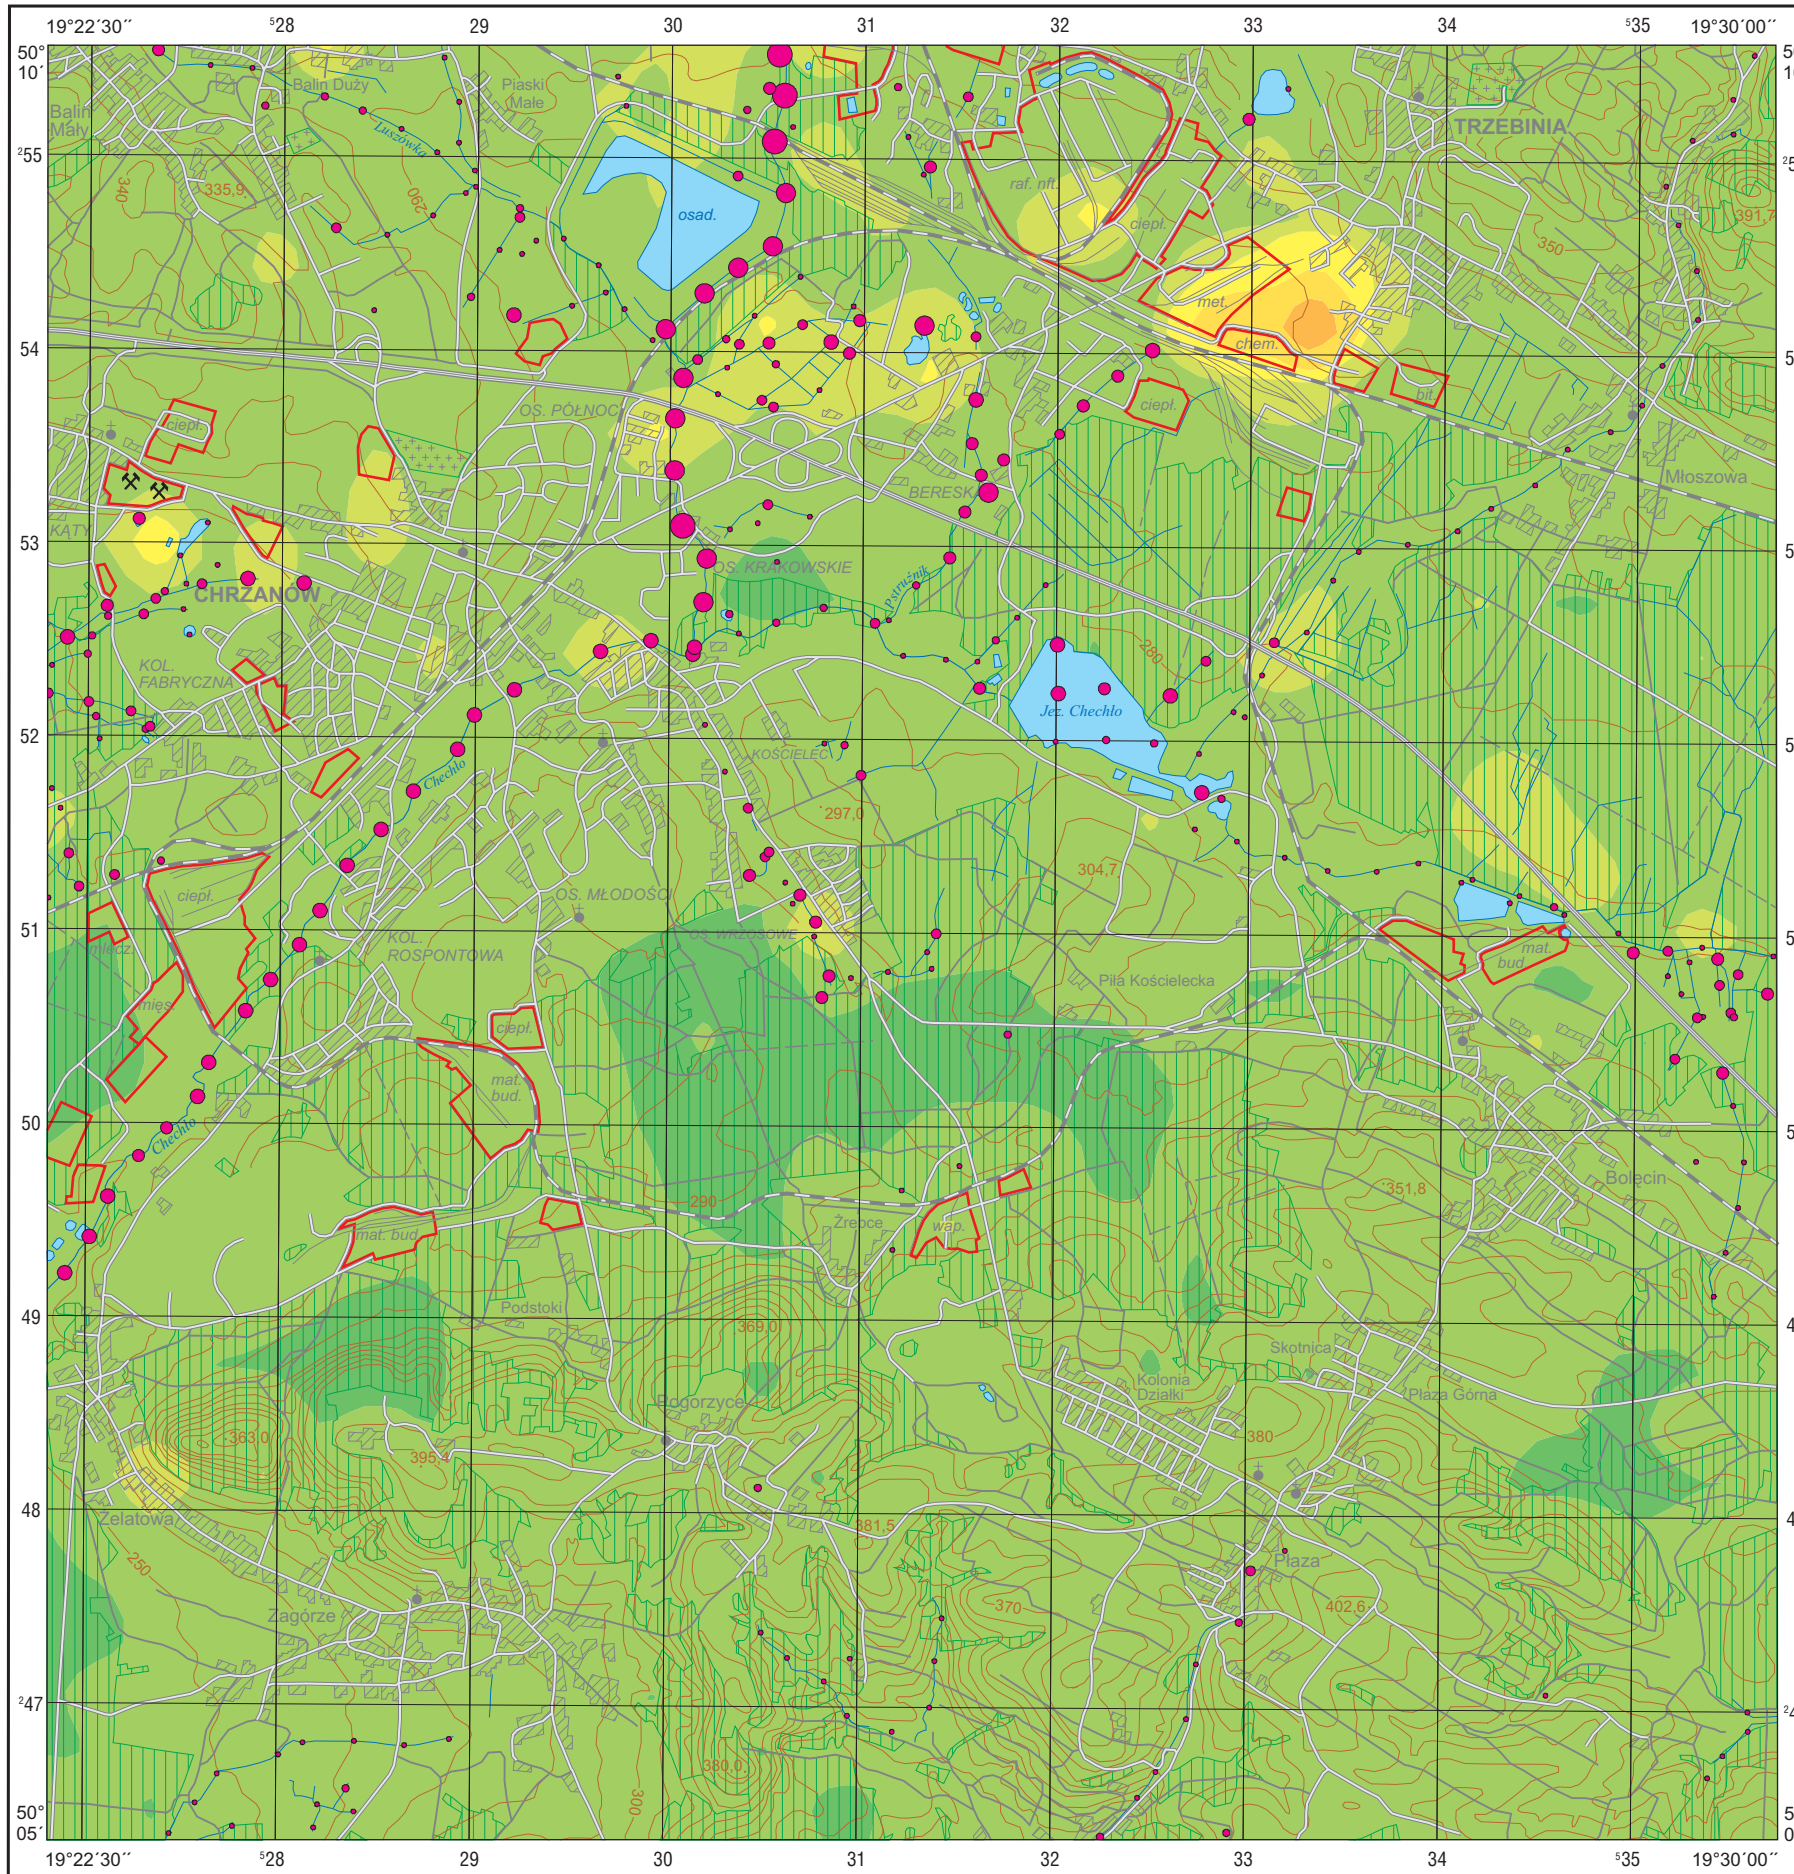 19°22´30´´
⁵28
29
30
31
32
33
34
⁵35
19°30´00´´
50°
10´
Balin Duży
Piaski
Małe
Balin
Mały
Luszówka
TRZEBINIA
²55
340
335,9
290
osad.
raf. nft.
ciepł.
391,7
350
met.
54
chem.
OS. PÓŁNOC
ciepł.
bit.
ciepł.
Młoszowa
BERESKA
KĄTY
53
OS. KRAKOWSKIE
Pstrużnik
CHRZANÓW
280
KOL.
FABRYCZNA
Jez. Chechło
52
KOŚCIELEC
Chechło
297,0
304,7
ciepł.
OS. MŁODOŚCI
51
mlecz.
KOL.
ROSPONTOWA
OS. WRZOSOWE
mat.
bud
Piła Kościelecka
mięs.
ciepł.
mat.
bud.
50
Chechło
Bolęcin
351,8
290
mat. bud.
Żrebce
wap.
Podstoki
49
369,0
Skotnica
Kolonia
Działki
Płaza Górna
Pogorzyce
363,0
395,4
380
48
Żelatowa
381,5
Płaza
250
Zagórze
370
402,6
²47
380,0
300
50°
05´
19°22´30´´
⁵28
29
30
31
32
33
34
⁵35
19°30´00´´